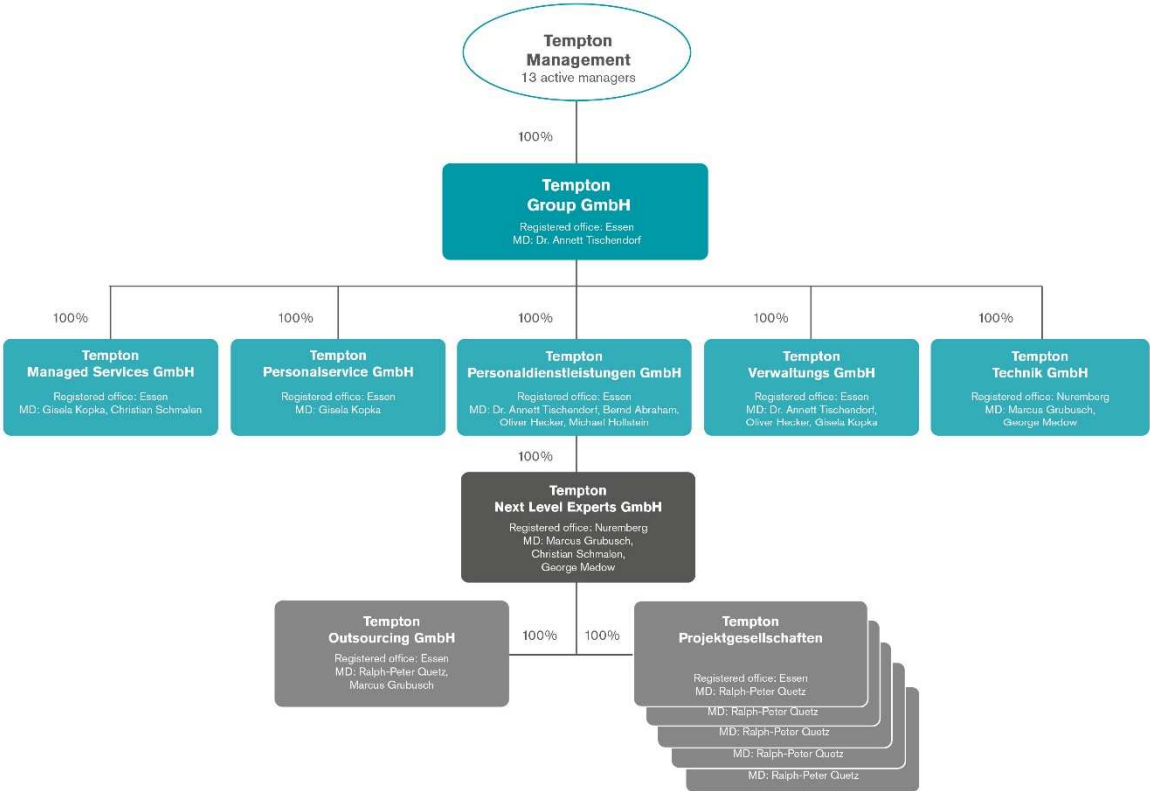 Tempton
Management
13 active managers
100%
Tempton
Group GmbH
Registered office: Essen
MD: Dr. Annett Tischendorf
100%
100%
100%
100%
100%
Tempton
Managed Services GmbH
Registered office: Essen
MD: Gisela Kopka, Christian Schmalen
Tempton
Personalservice GmbH
Registered office: Essen
MD: Gisela Kopka
Tempton
Personaldienstleistungen GmbH
Registered office: Essen
MD: Dr. Annett Tischendorf, Bernd Abraham,
Oliver Hecker, Michael Hollstein
Tempton
Verwaltungs GmbH
Registered office: Essen
MD: Dr. Annett Tischendorf,
Oliver Hecker, Gisela Kopka
Tempton
Technik GmbH
Registered office: Nuremberg
MD: Marcus Grubusch,
George Medow
100%
Tempton
Next Level Experts GmbH
Registered office: Nuremberg
MD: Marcus Grubusch,
Christian Schmalen,
George Medow
Tempton
Outsourcing GmbH
Registered office: Essen
MD: Ralph-Peter Quetz,
Marcus Grubusch
100%
100%
Tempton
Projektgesellschaften
Registered office: Essen
MD: Ralph-Peter Quetz
MD: Ralph-Peter Quetz
MD: Ralph-Peter Quetz
MD: Ralph-Peter Quetz
MD: Ralph-Peter Quetz